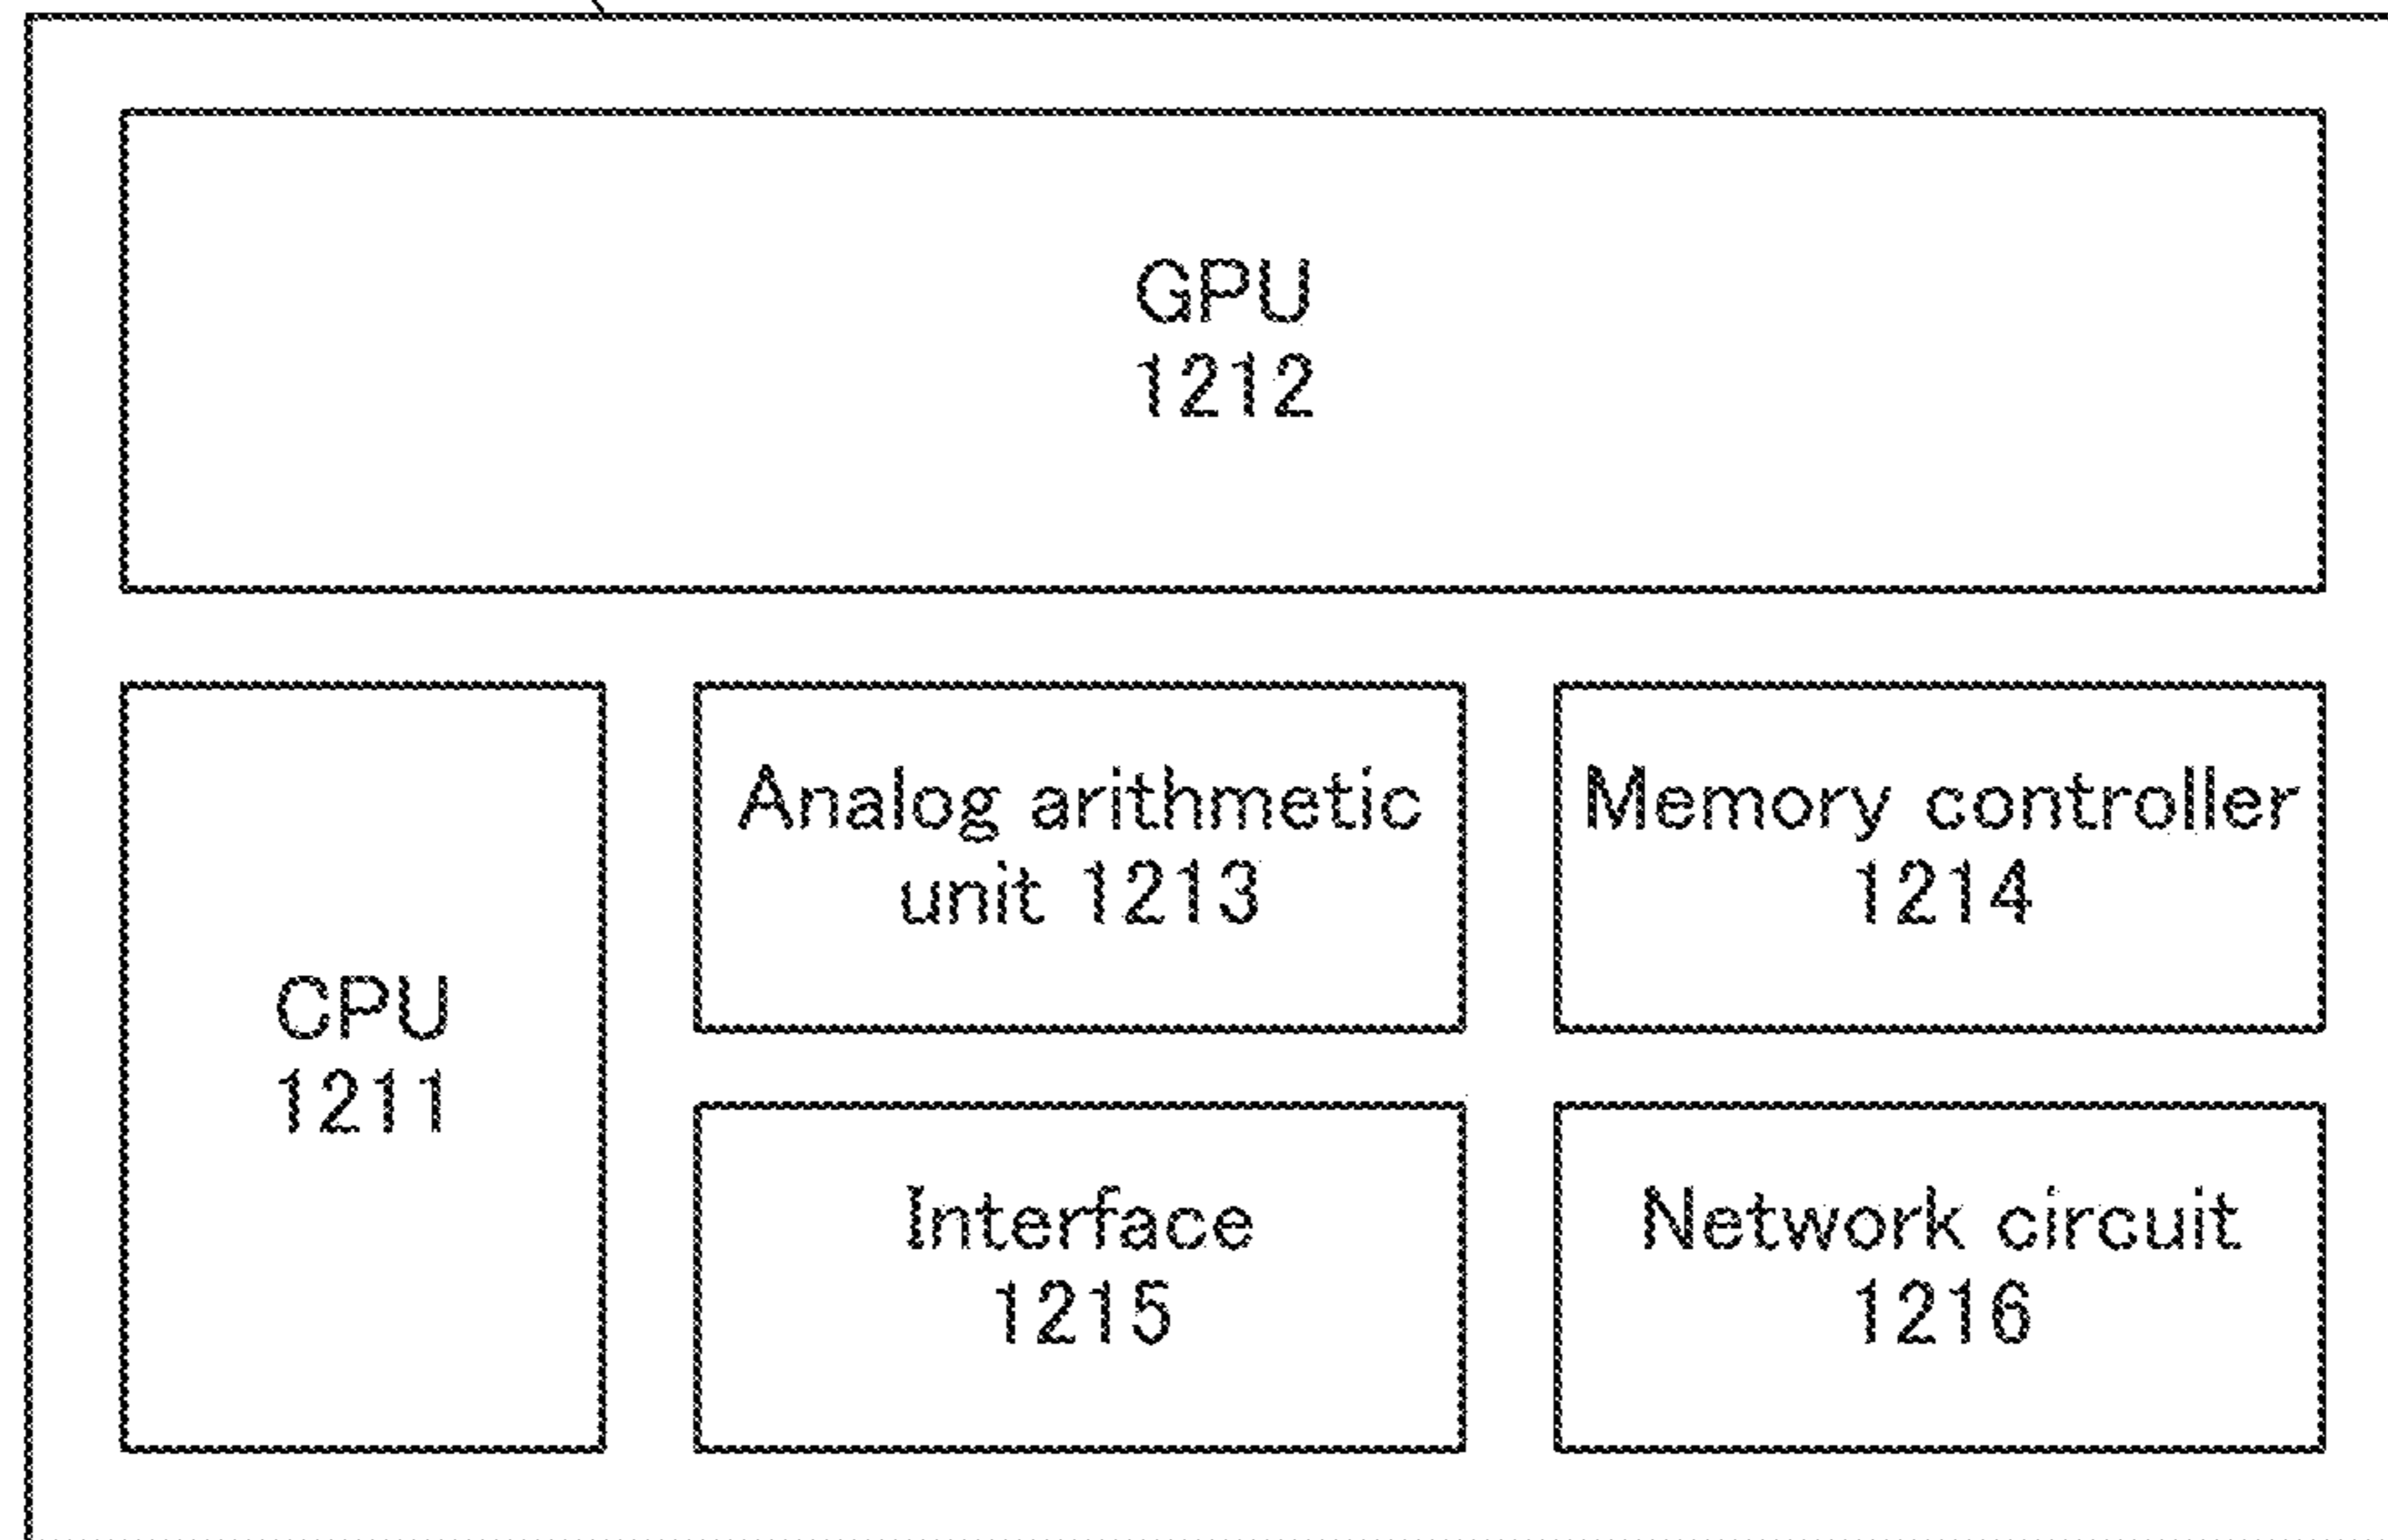 GPU
1212
CPU
1211
Analog arithmetic
unit 1213
Memory controller
1214
Interface
1215
Network circuit
1216